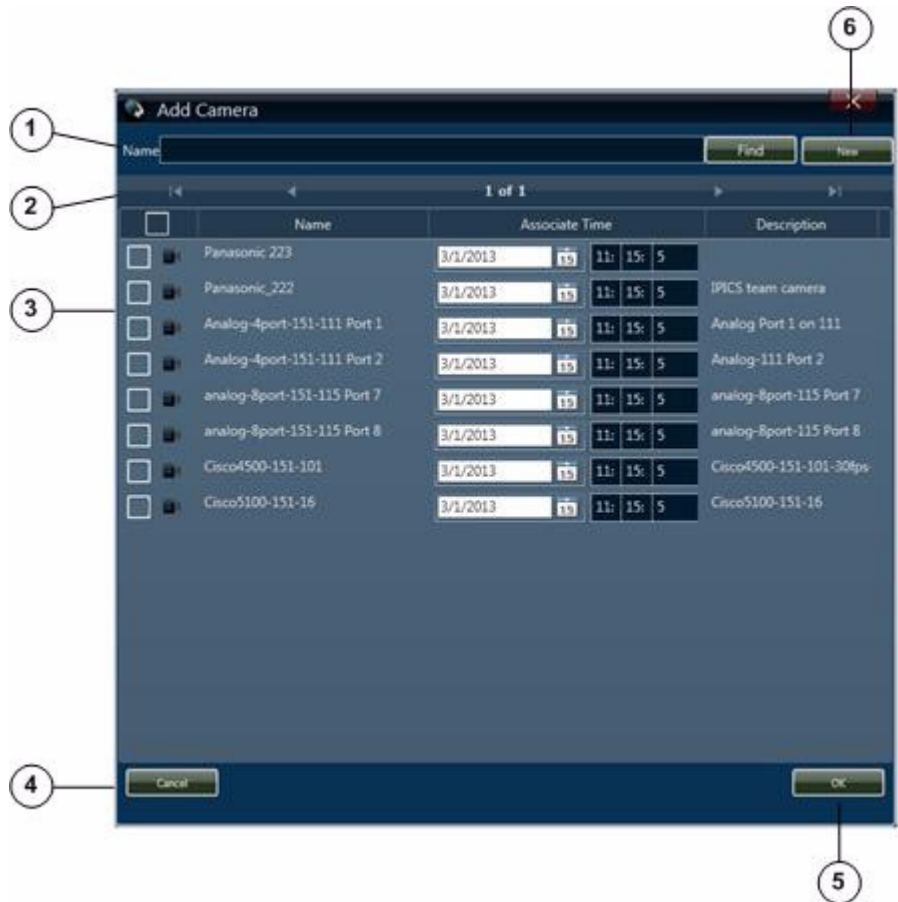 6
Add Camera
1
Name Find New
2
1 of 1
Name Associate Time Description
3
Panasonic 223 3/1/2013 15 11: 15: 5
Panasonic_222 3/1/2013 15 11: 15: 5 IPICS team camera
Analog-4port-151-111 Port 1 3/1/2013 15 11: 15: 5 Analog Port 1 on 111
Analog-4port-151-111 Port 2 3/1/2013 15 11: 15: 5 Analog-111 Port 2
analog-8port-151-115 Port 7 3/1/2013 15 11: 15: 5 analog-8port-115 Port 7
analog-8port-151-115 Port 8 3/1/2013 15 11: 15: 5 analog-8port-115 Port 8
Cisco4500-151-101 3/1/2013 15 11: 15: 5 Cisco4500-151-101-30fps
Cisco5100-151-16 3/1/2013 15 11: 15: 5 Cisco5100-151-16
4
Cancel OK
5